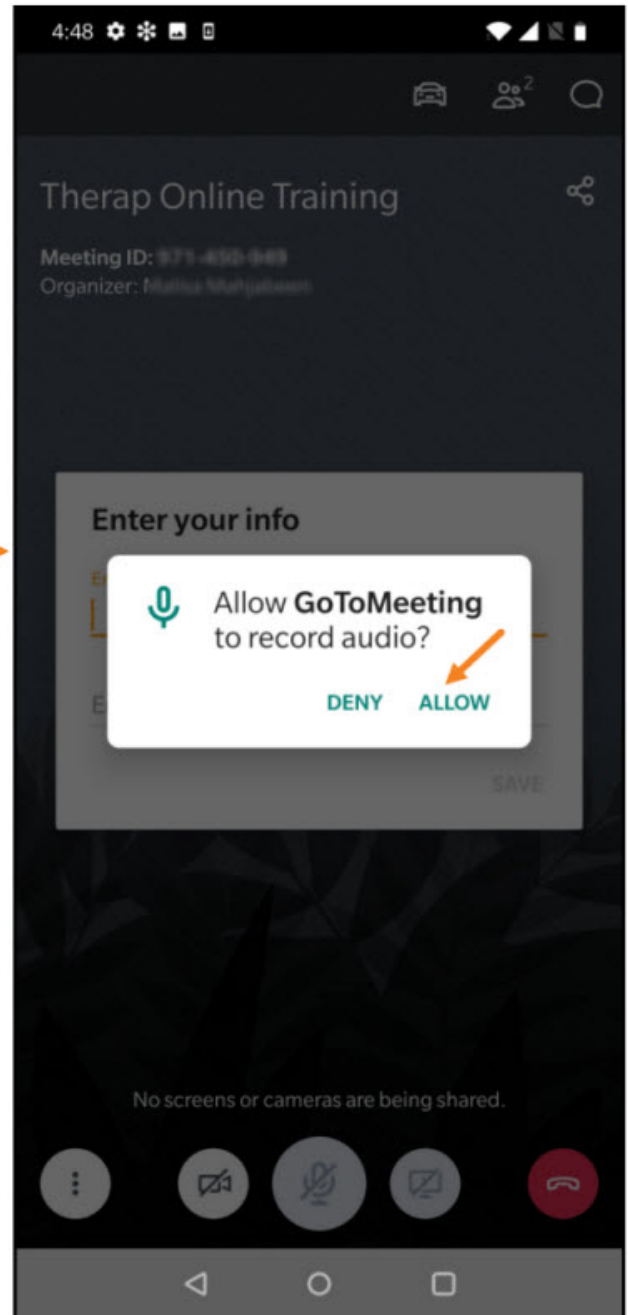 4:48
2
Therap Online Training
Meeting ID:
Organizer:
Enter your info
Allow GoToMeeting
to record audio?
DENY ALLOW
SAVE
No screens or cameras are being shared.